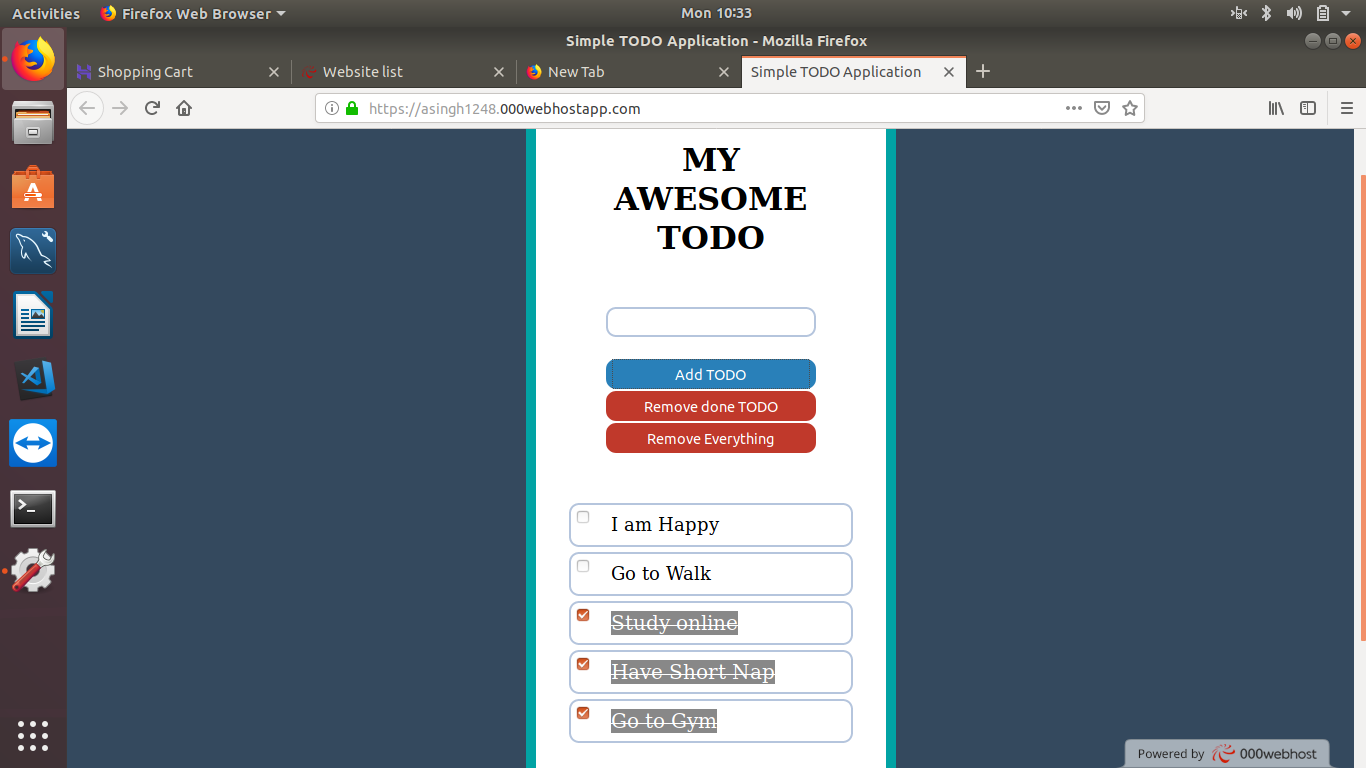 Activities Firefox Web Browser Mon 10:33
Simple TODO Application - Mozilla Firefox
Shopping Cart Website list New Tab Simple TODO Application
https://asingh1248.000webhostapp.com
MY
AWESOME
TODO
Add TODO
Remove done TODO
Remove Everything
I am Happy
Go to Walk
Study online
Have Short Nap
Go to Gym
Powered by 000webhost